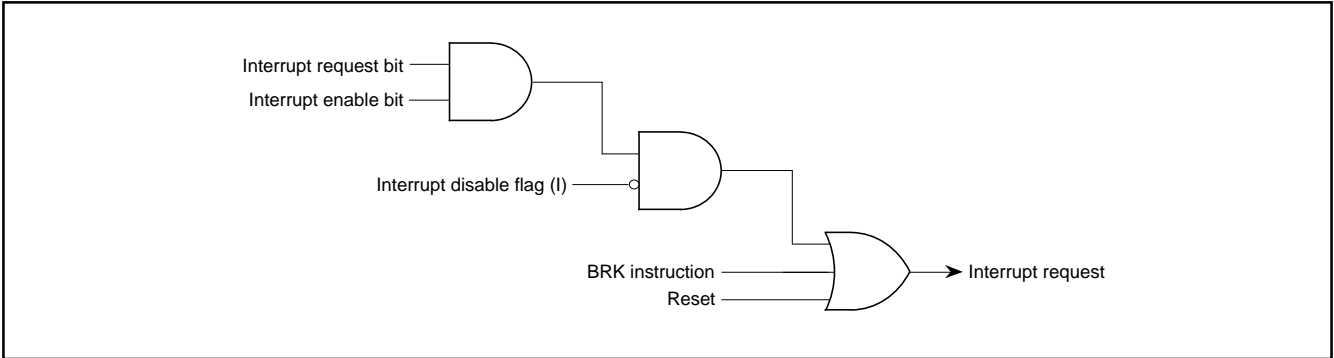 Interrupt request bit
Interrupt enable bit
Interrupt disable flag (I)
BRK instruction
Reset
Interrupt request